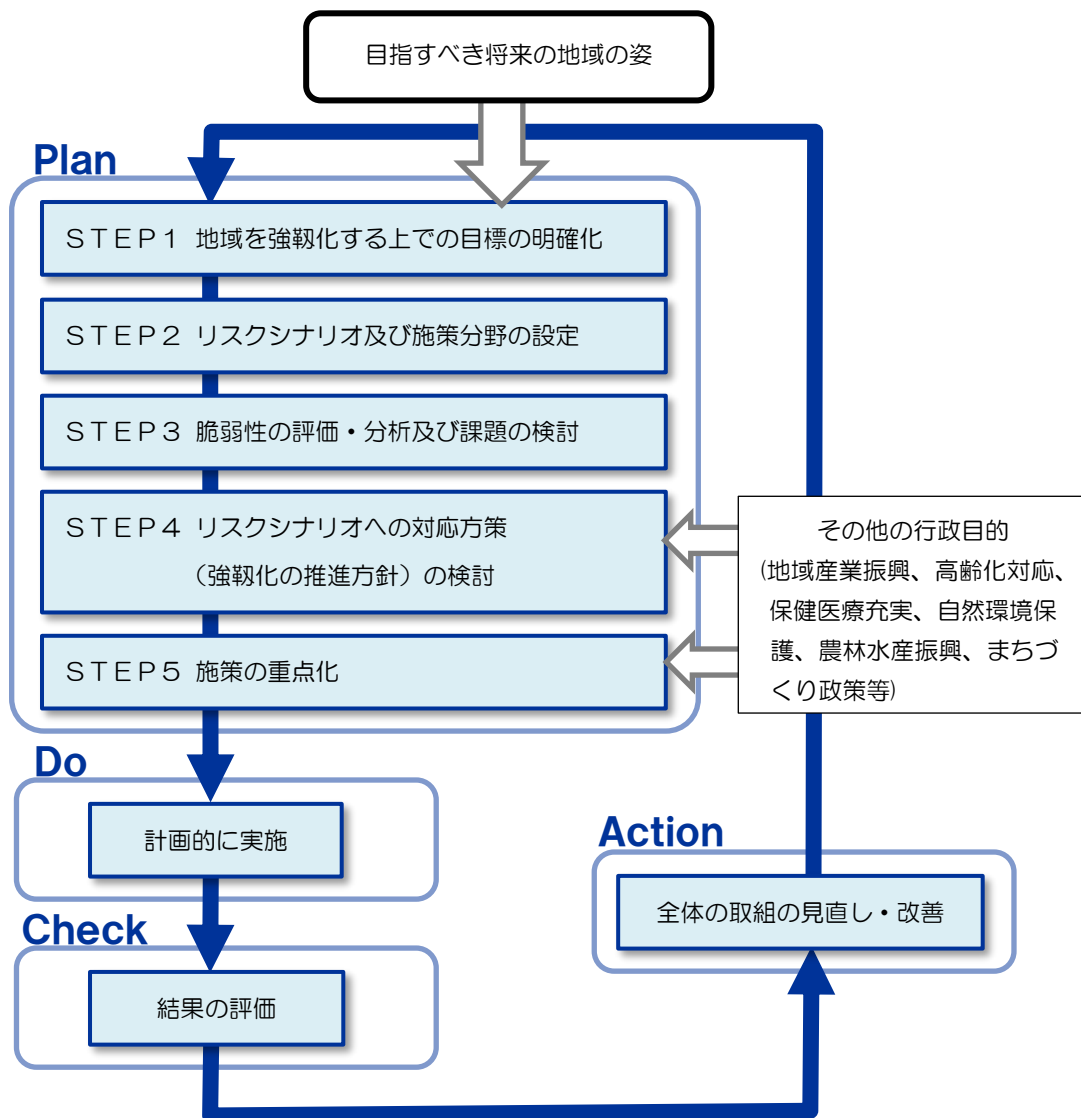 目指すべき将来の地域の姿
Plan
STEP1 地域を強靱化する上での目標の明確化
STEP2 リスクシナリオ及び施策分野の設定
STEP3 脆弱性の評価・分析及び課題の検討
STEP4 リスクシナリオへの対応方策
(強靱化の推進方針)の検討
STEP5 施策の重点化
その他の行政目的
(地域産業振興、高齢化対応、
保健医療充実、自然環境保
護、農林水産振興、まちづ
くり政策等)
Do
計画的に実施
Check
結果の評価
Action
全体の取組の見直し・改善